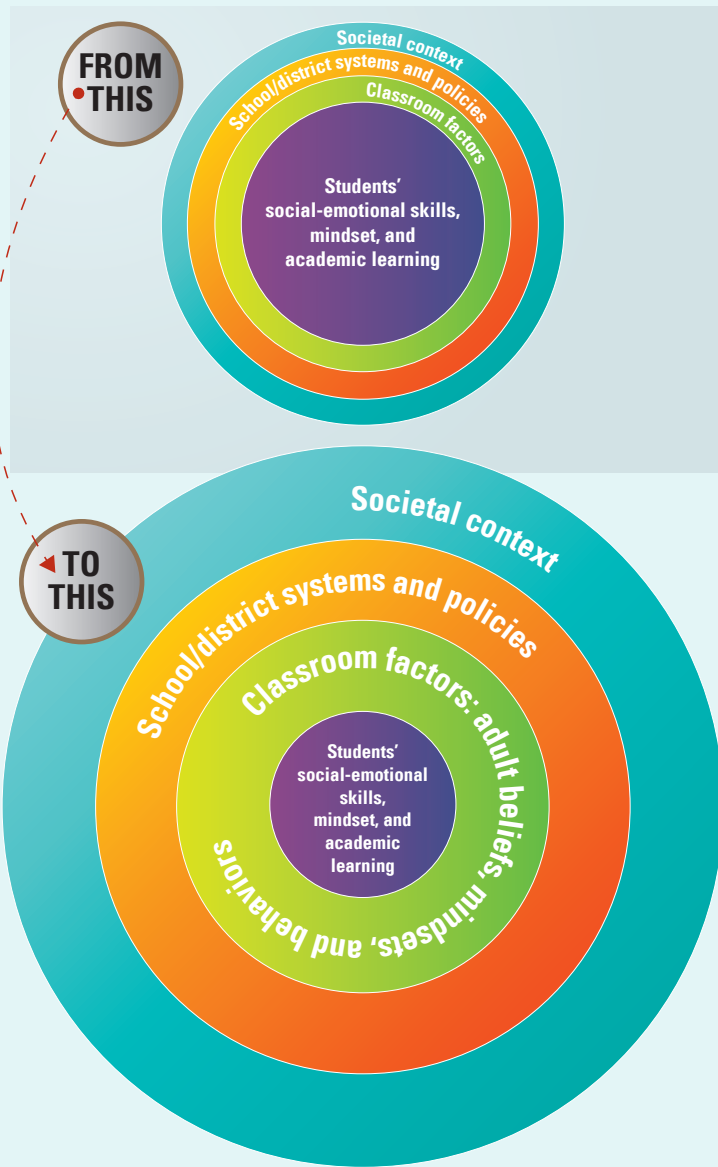 FROM
THIS
Societal context
School/district systems and policies
Classroom factors
Students’
social-emotional skills,
mindset, and
academic learning
TO
THIS
Societal context
School/district systems and policies
Classroom factors: adult beliefs, mindsets, and behaviors
Students’
social-emotional
skills,
mindset, and
academic
learning